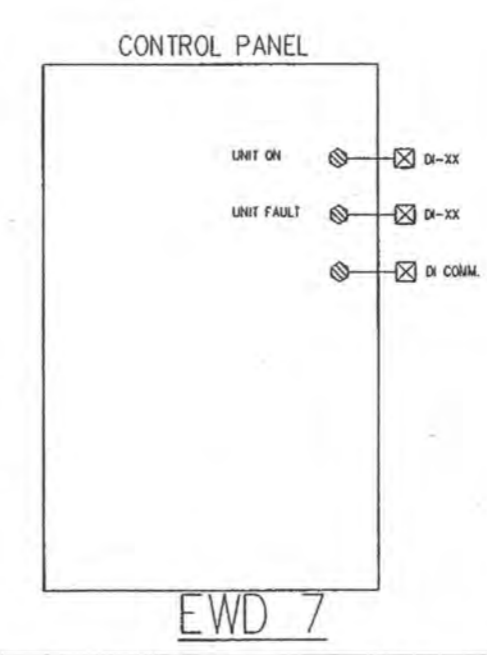 CONTROL PANEL
UNIT ON DI-XX
UNIT FAULT DI-XX
DI COMM.
EWD 7